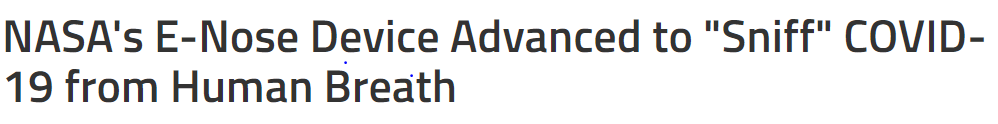 NASA's E-Nose Device Advanced to "Sniff" COVID-
19 from Human Breath